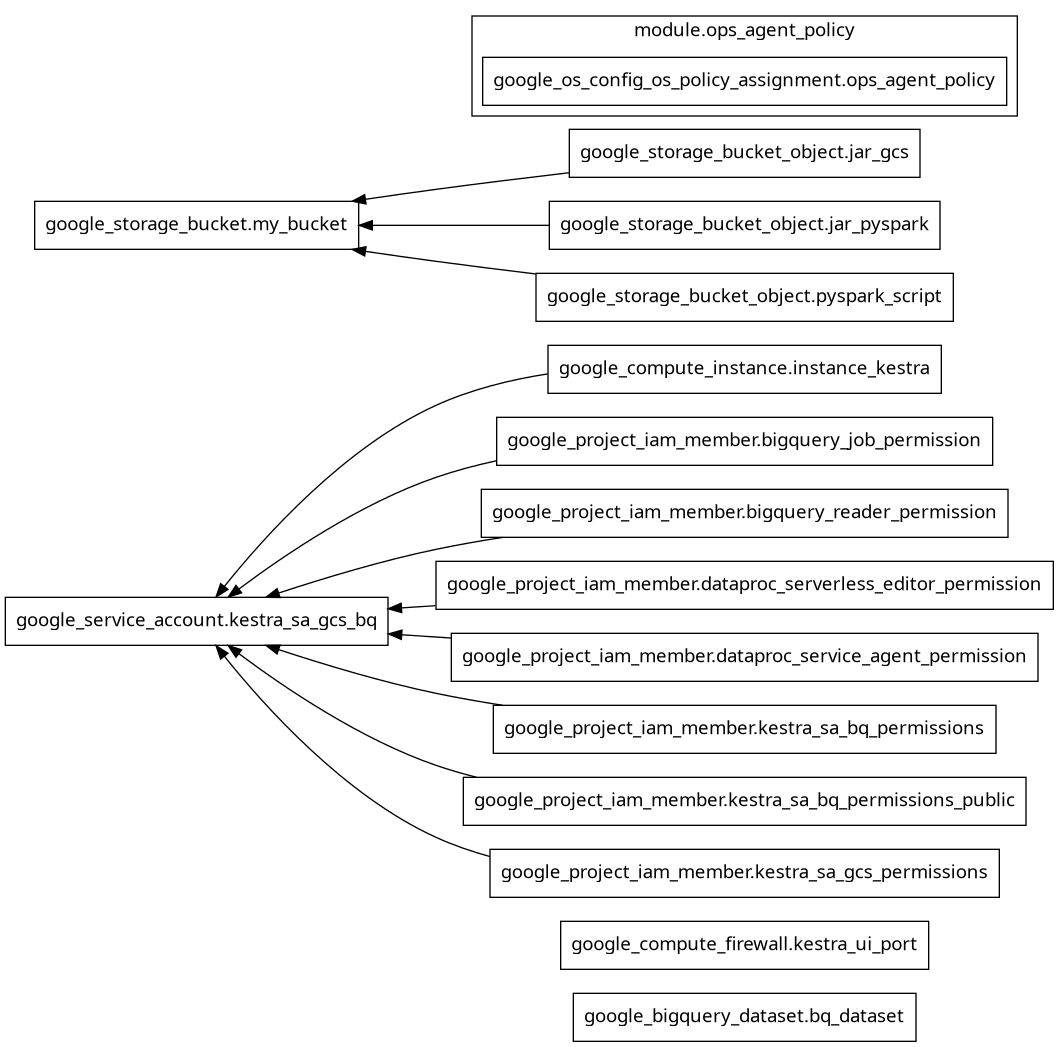 module.ops_agent_policy
google_os_config_os_policy_assignment.ops_agent_policy
google_storage_bucket_object.jar_gcs
google_storage_bucket.my_bucket
google_storage_bucket_object.jar_pyspark
google_storage_bucket_object.pyspark_script
google_compute_instance.instance_kestra
google_project_iam_member.bigquery_job_permission
google_project_iam_member.bigquery_reader_permission
google_project_iam_member.dataproc_serverless_editor_permission
google_service_account.kestra_sa_gcs_bq
google_project_iam_member.dataproc_service_agent_permission
google_project_iam_member.kestra_sa_bq_permissions
google_project_iam_member.kestra_sa_bq_permissions_public
google_project_iam_member.kestra_sa_gcs_permissions
google_compute_firewall.kestra_ui_port
google_bigquery_dataset.bq_dataset